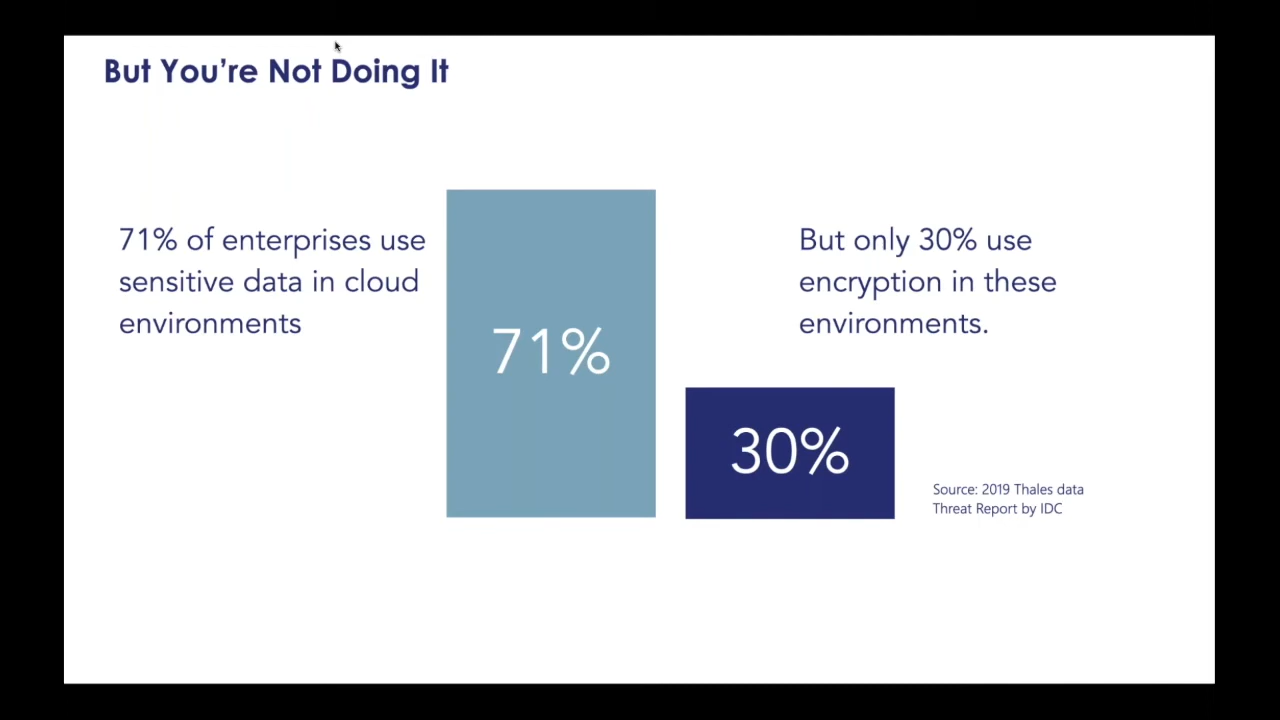 But You're Not Doing It
71% of enterprises use
sensitive data in cloud
environments
71%
But only 30% use
encryption in these
environments.
30%
Source: 2019 Thales data
Threat Report by IDC